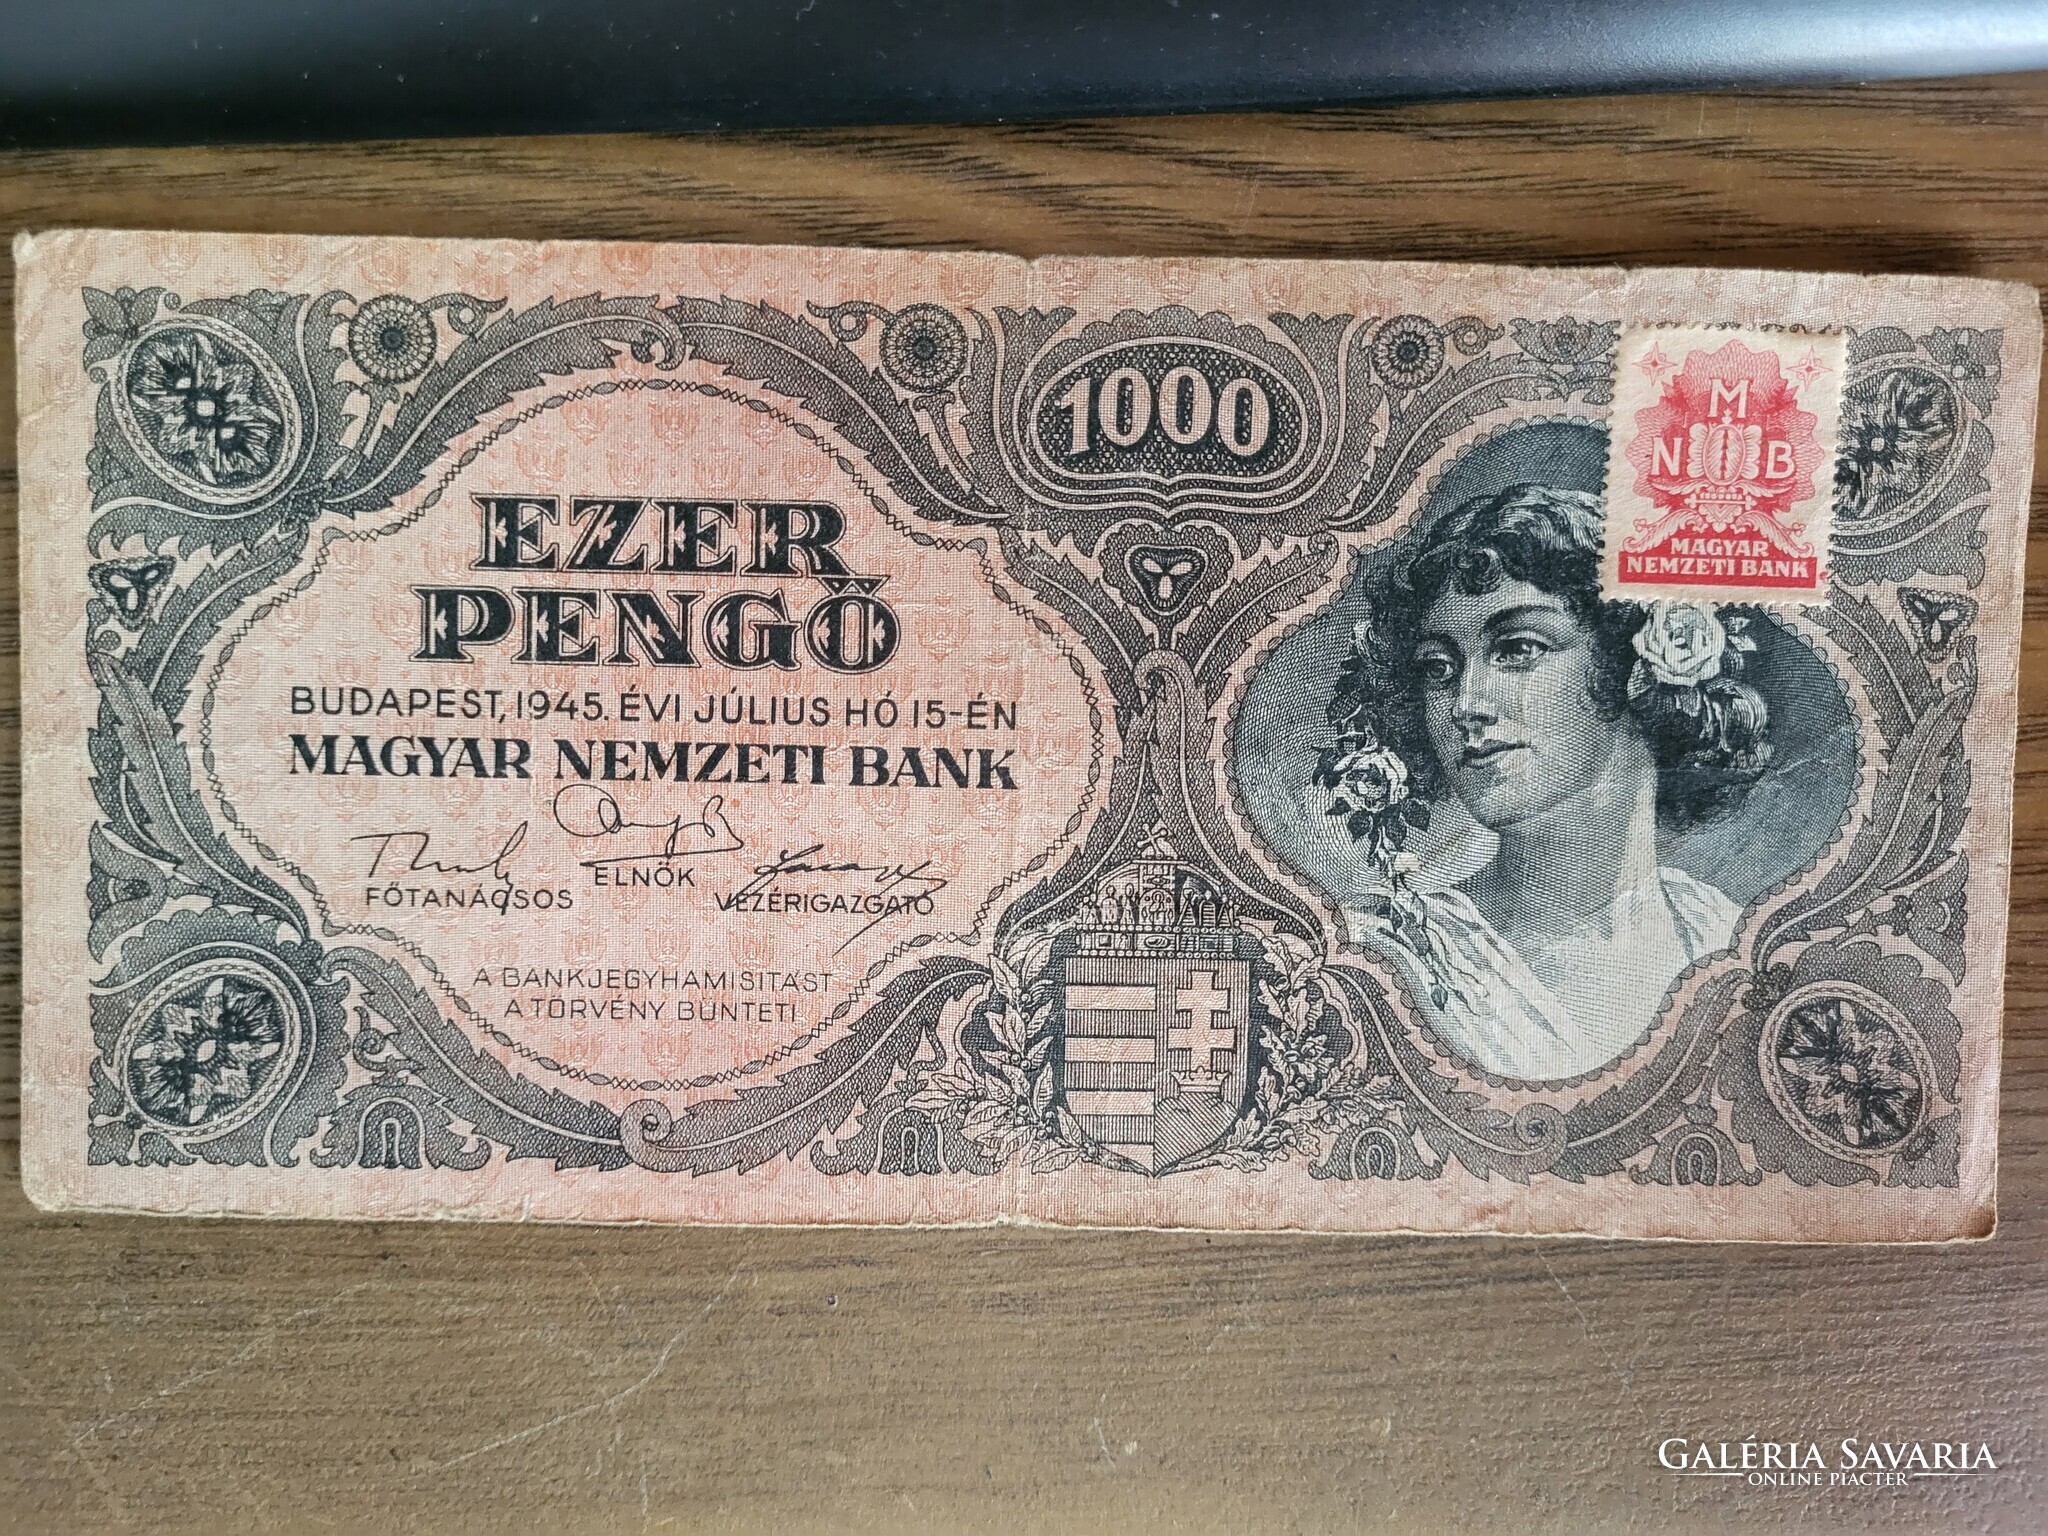 1000
EZER
PENGŐ
BUDAPEST, 1945. ÉVI JÚLIUS HÓ 15-ÉN
MAGYAR NEMZETI BANK
FŐTANÁCSOS
ELNÖK
VEZÉRIGAZGATÓ
A BANKJEGYHAMISITÁST
A TÖRVÉNY BÜNTETI
M
N B
MAGYAR
NEMZETI BANK
GALÉRIA SAVARIA
ONLINE PIACTÉR